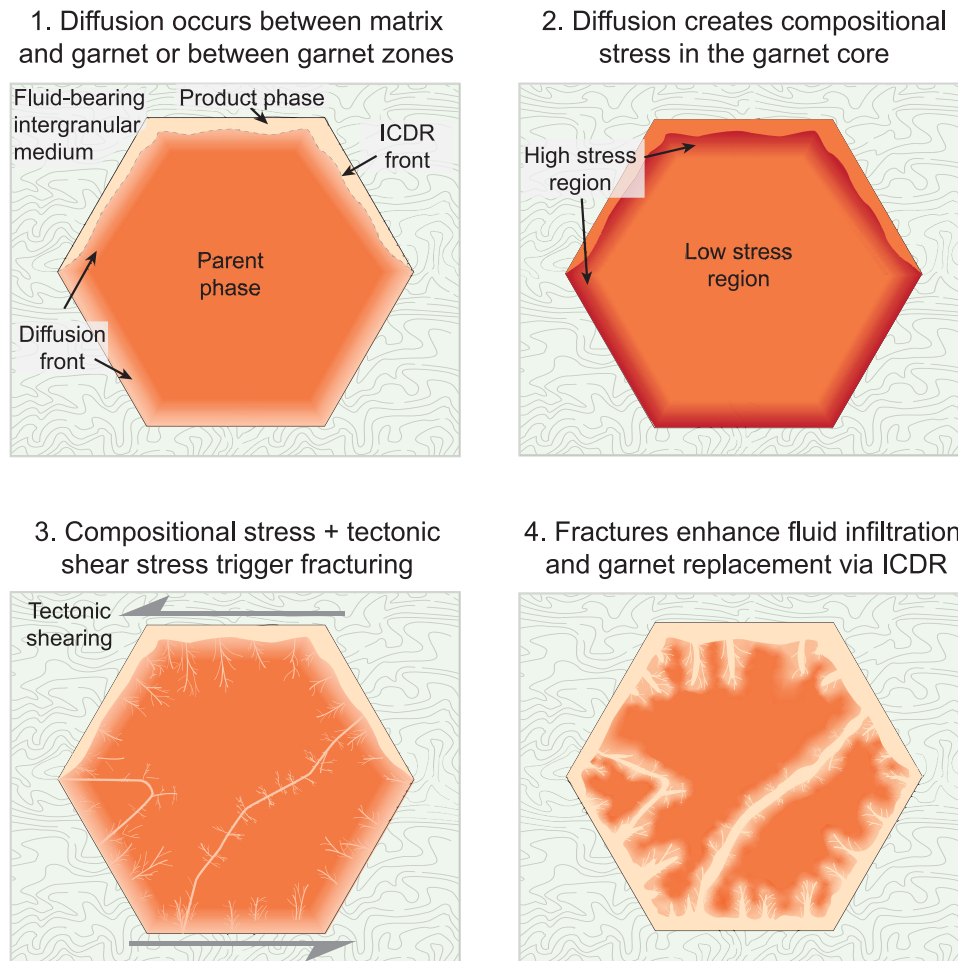 1. Diffusion occurs between matrix
and garnet or between garnet zones
Fluid-bearing
intergranular
medium
Product phase
ICDR
front
Parent
phase
Diffusion
front
2. Diffusion creates compositional
stress in the garnet core
High stress
region
Low stress
region
3. Compositional stress + tectonic
shear stress trigger fracturing
Tectonic
shearing
4. Fractures enhance fluid infiltration
and garnet replacement via ICDR